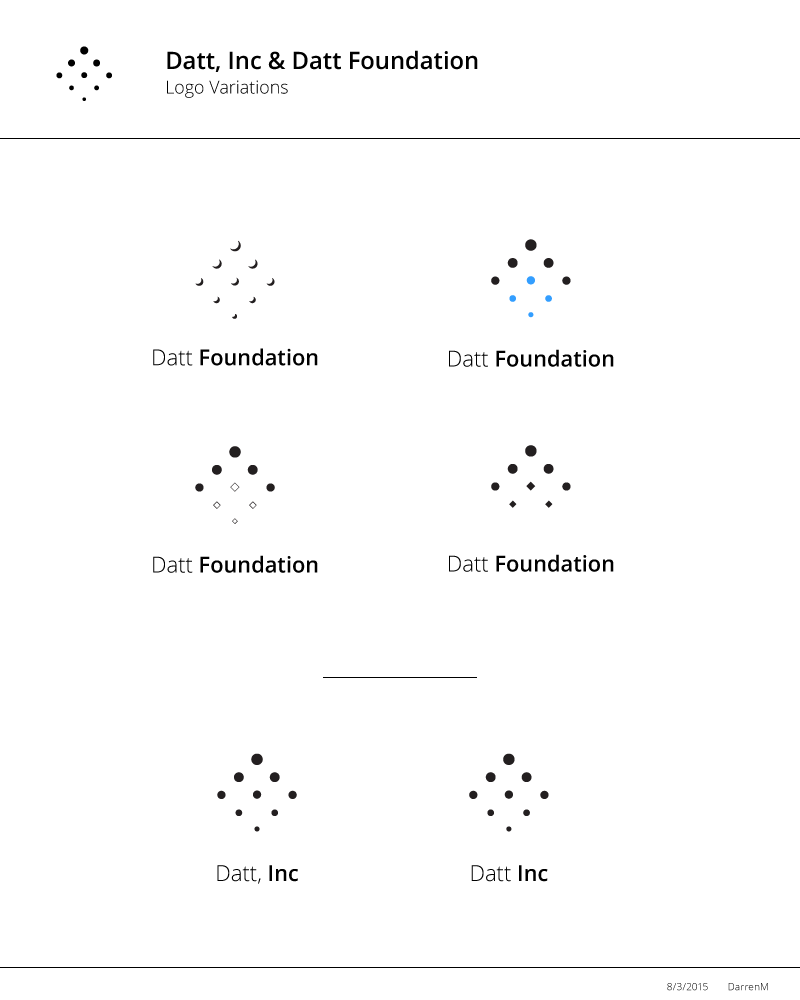 Datt, Inc & Datt Foundation
Logo Variations
Datt Foundation
Datt Foundation
Datt Foundation
Datt Foundation
Datt, Inc
Datt Inc
8/3/2015 DarrenM